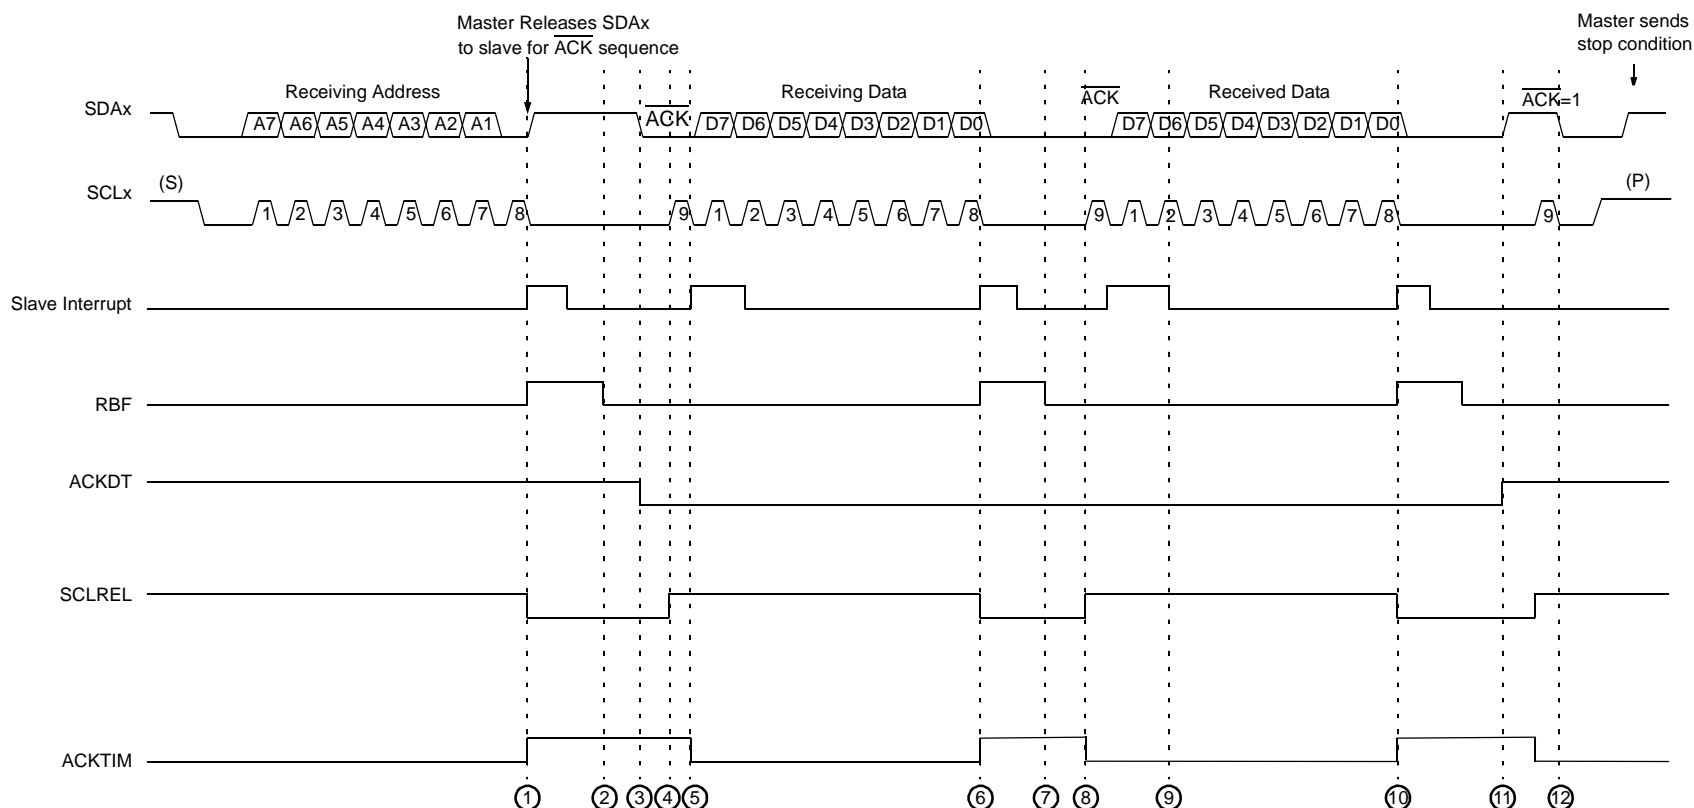 Master Releases SDAx
to slave for ACK sequence
Master sends
stop condition
Receiving Address
Receiving Data
Received Data
SDAx
A7 A6 A5 A4 A3 A2 A1
ACK
D7 D6 D5 D4 D3 D2 D1 D0
ACK
D7 D6 D5 D4 D3 D2 D1 D0
ACK=1
SCLx
(S)
1 2 3 4 5 6 7 8 9 1 2 3 4 5 6 7 8 9 1 2 3 4 5 6 7 8 9
(P)
Slave Interrupt
RBF
ACKDT
SCLREL
ACKTIM
1 2 3 4 5 6 7 8 9 10 11 12